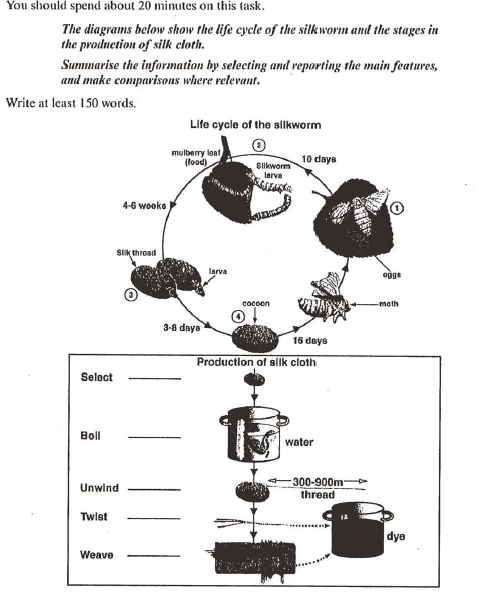 You should spend about 20 minutes on this task.
The diagrams below show the life cycle of the silkworm and the stages in
the production of silk cloth.
Summarise the information by selecting and reporting the main features,
and make comparisons where relevant.
Write at least 150 words.
Life cycle of the silkworm
2
mulberry leaf
(food)
Silkworm
larva
10 days
1
4-6 weeks
Silk thread
larva
eggs
3
cocoon
moth
4
3-8 days
16 days
Production of silk cloth
Select
Boil
water
Unwind
300-900m
thread
Twist
dye
Weave